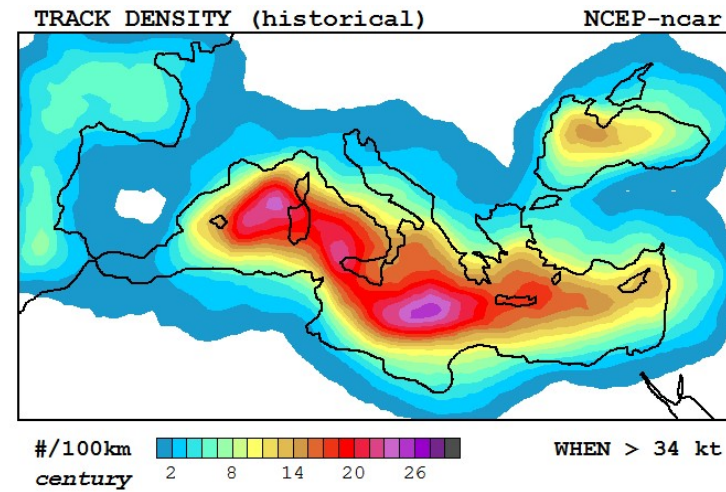 TRACK DENSITY (historical) NCEP-ncar
#/100km WHEN > 34 kt
century 2 8 14 20 26